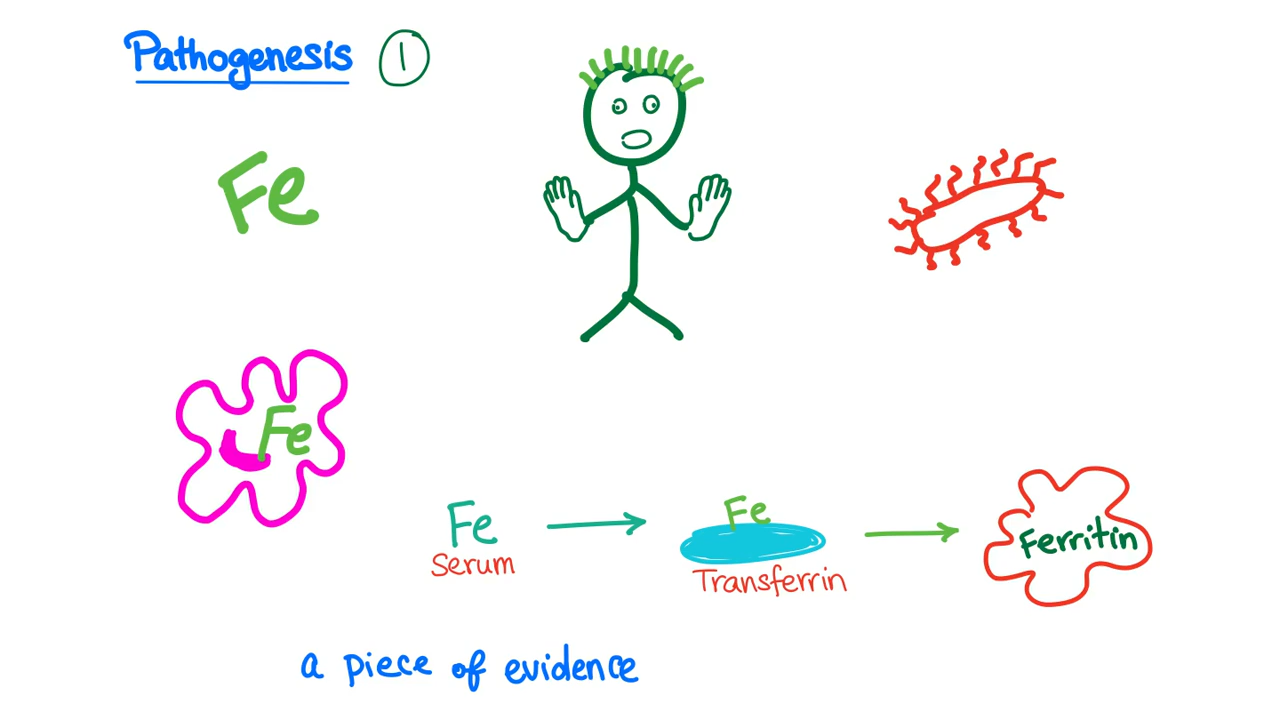 Pathogenesis 1
Fe
Fe
Fe
Serum
Fe
Transferrin
Ferritin
a piece of evidence